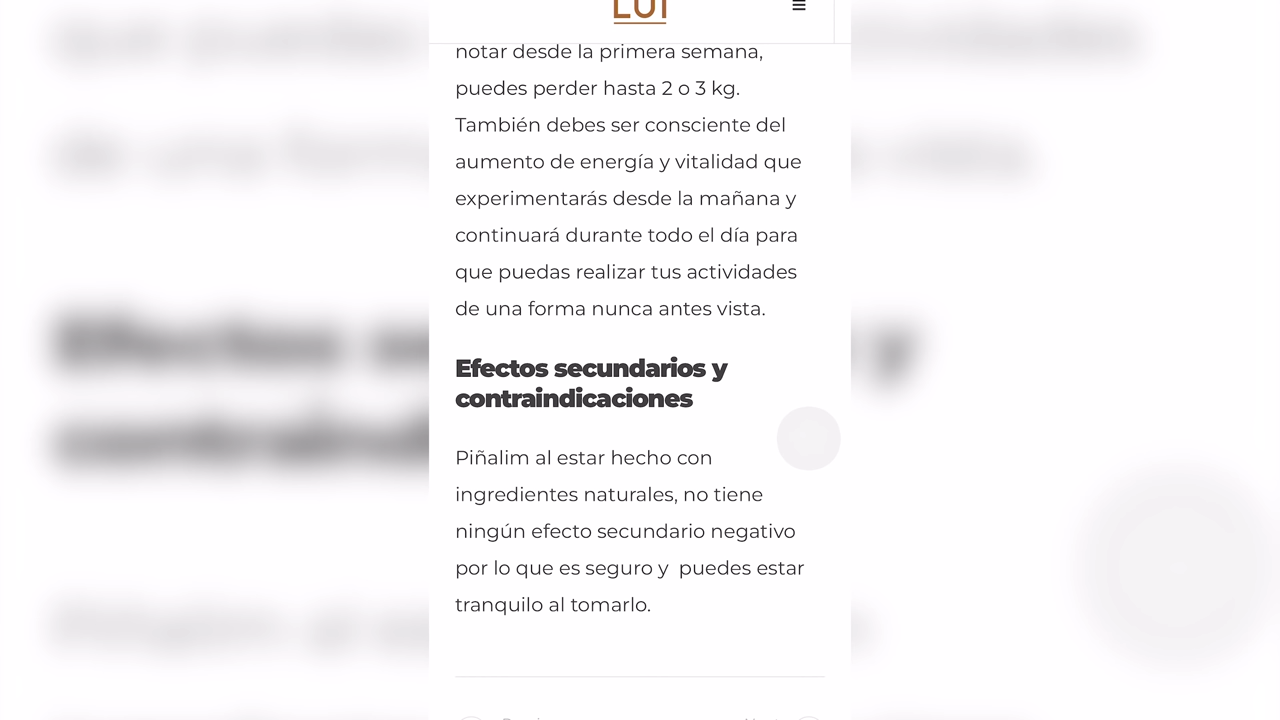 LUI
notar desde la primera semana,
puedes perder hasta 2 o 3 kg.
También debes ser consciente del
aumento de energía y vitalidad que
experimentarás desde la mañana y
continuará durante todo el día para
que puedas realizar tus actividades
de una forma nunca antes vista.
Efectos secundarios y
contraindicaciones
Piñalim al estar hecho con
ingredientes naturales, no tiene
ningún efecto secundario negativo
por lo que es seguro y  puedes estar
tranquilo al tomarlo.